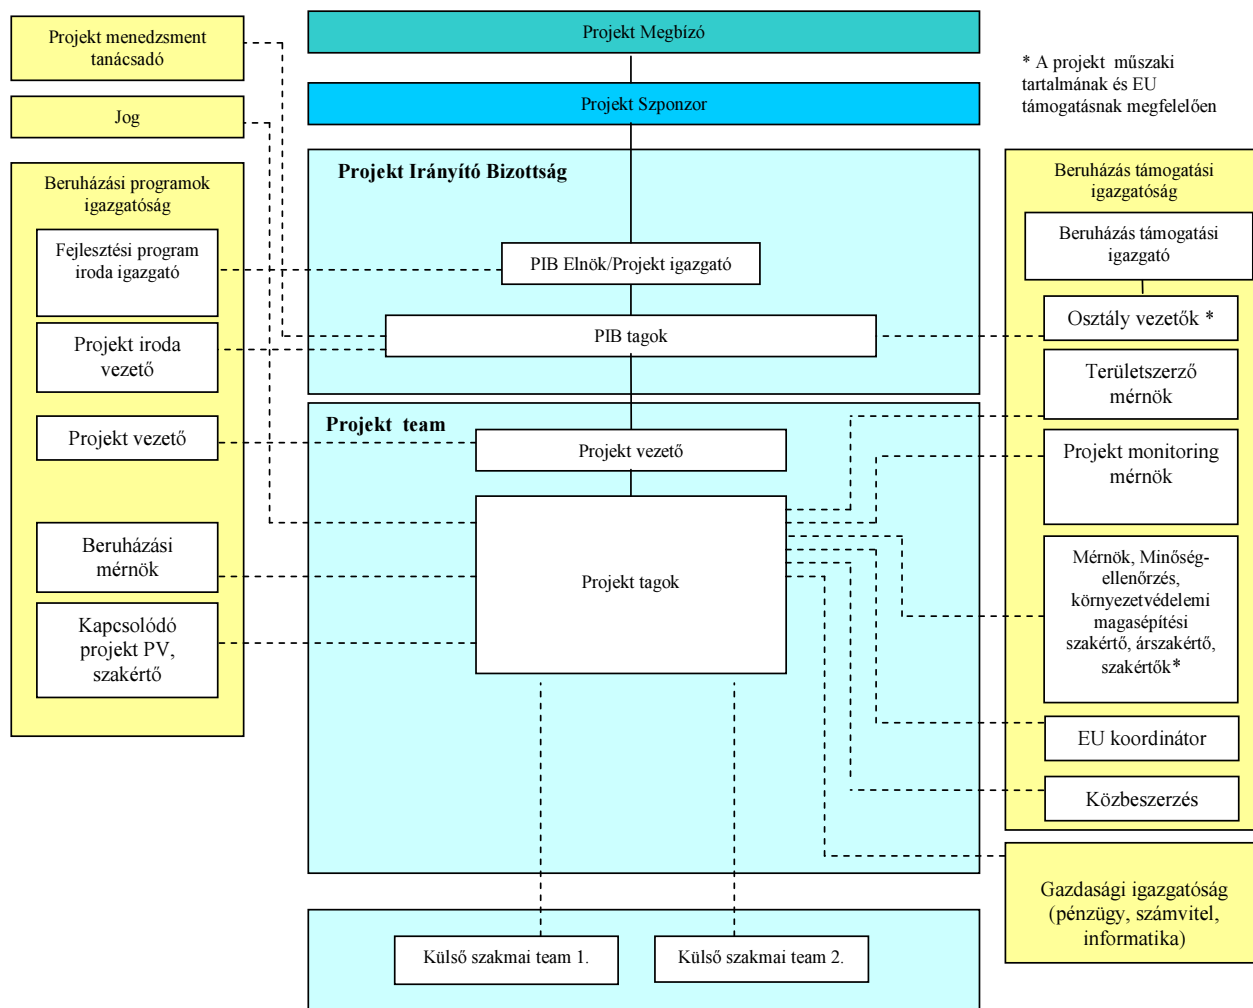 Projekt menedzsment
tanácsadó
Jog
Beruházási programok
igazgatóság
Fejlesztési program
iroda igazgató
Projekt iroda
vezető
Projekt vezető
Beruházási
mérnök
Kapcsolódó
projekt PV,
szakértő
Projekt Megbízó
Projekt Szponzor
Projekt Irányító Bizottság
PIB Elnök/Projekt igazgató
PIB tagok
Projekt team
Projekt vezető
Projekt tagok
Külső szakmai team 1.
Külső szakmai team 2.
* A projekt műszaki
tartalmának és EU
támogatásnak megfelelően
Beruházás támogatási
igazgatóság
Beruházás támogatási
igazgató
Osztály vezetők *
Területszerző
mérnök
Projekt monitoring
mérnök
Mérnök, Minőség-
ellenőrzés,
környezetvédelemi
magasépítési
szakértő, árszakértő,
szakértők*
EU koordinátor
Közbeszerzés
Gazdasági igazgatóság
(pénzügy, számvitel,
informatika)